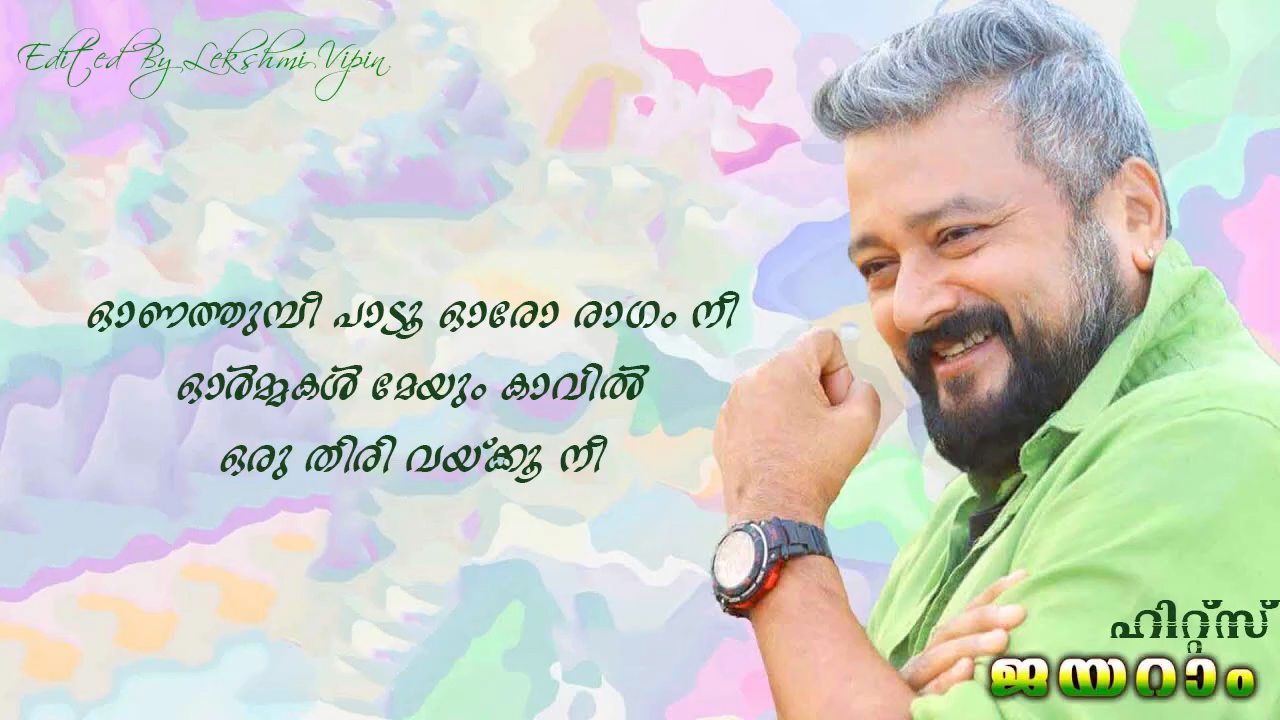 Edited By Lekshmi Vipin
ഓണത്തുമ്പീ പാടൂ ഓരോ രാഗം നീ
ഓർമ്മകൾ മേയും കാവിൽ
ഒരു തിരി വയ്ക്കൂ നീ
ഹിറ്റ്സ്
ജയറാം